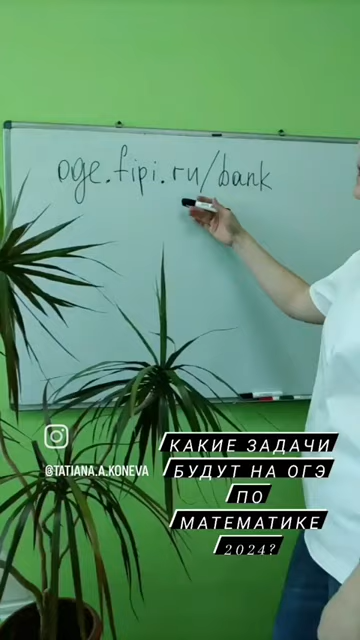 oge.fipi.ru/bank
КАКИЕ ЗАДАЧИ
БУДУТ НА ОГЭ
ПО
МАТЕМАТИКЕ
2024?
@TATIANA.A.KONEVA